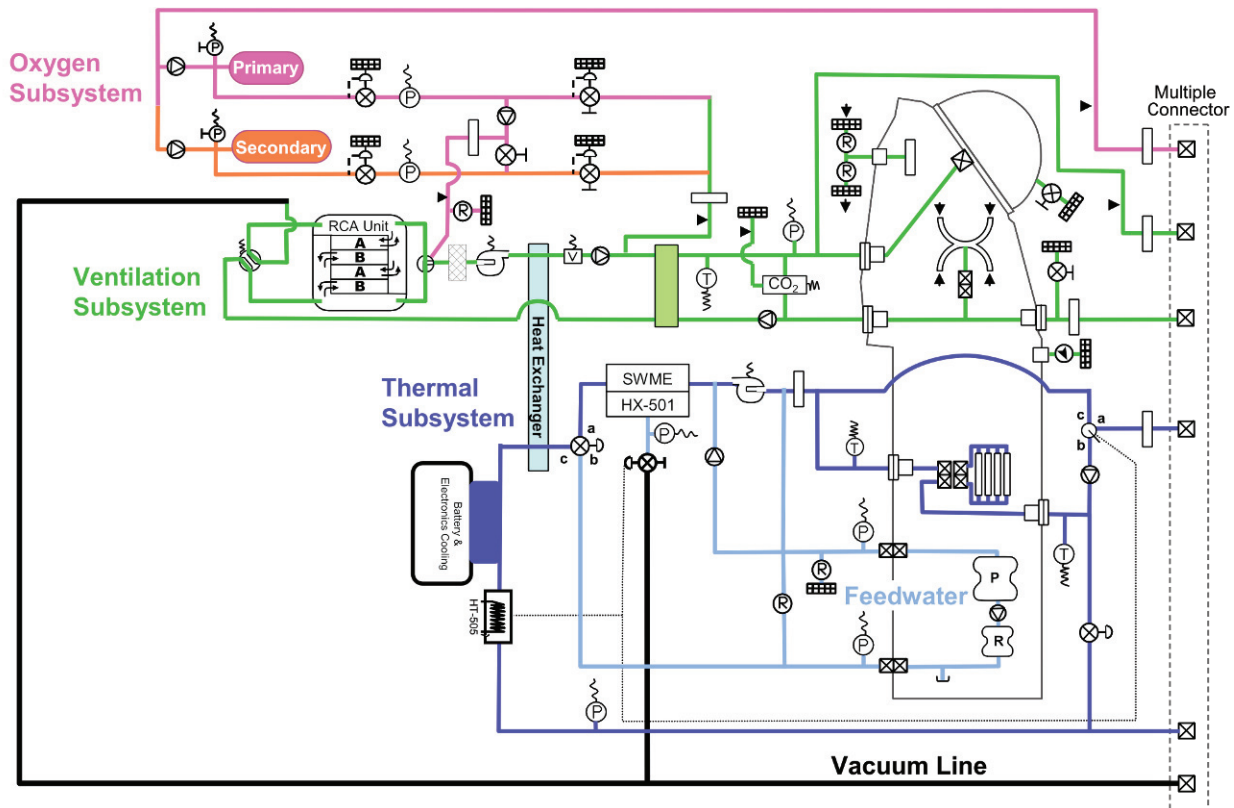 Oxygen
Subsystem
P
Primary
P
P
Multiple
Connector
P
Secondary
P
R
R
R
RCA Unit
A
B
A
B
V
P
T
CO2
Ventilation
Subsystem
Heat Exchanger
Thermal
Subsystem
SWME
HX-501
P
a
c
b
c
a
b
T
Battery &
Electronics Cooling
P
T
R
P
Feedwater
R
HT-505
P
R
P
Vacuum Line